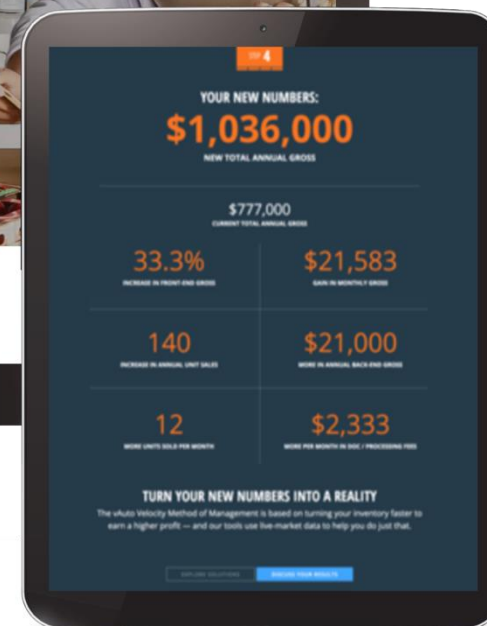 STEP 4
YOUR NEW NUMBERS:
$1,036,000
NEW TOTAL ANNUAL GROSS
$777,000
CURRENT TOTAL ANNUAL GROSS
33.3%
INCREASE IN FRONT-END GROSS
$21,583
GAIN IN MONTHLY GROSS
140
INCREASE IN ANNUAL UNIT SALES
$21,000
MORE IN ANNUAL BACK-END GROSS
12
MORE UNITS SOLD PER MONTH
$2,333
MORE PER MONTH IN DOC / PROCESSING FEES
TURN YOUR NEW NUMBERS INTO A REALITY
The vAuto Velocity Method of Management is based on turning your inventory faster to
earn a higher profit — and our tools use live-market data to help you do just that.
EXPLORE SOLUTIONS
DISCUSS YOUR RESULTS